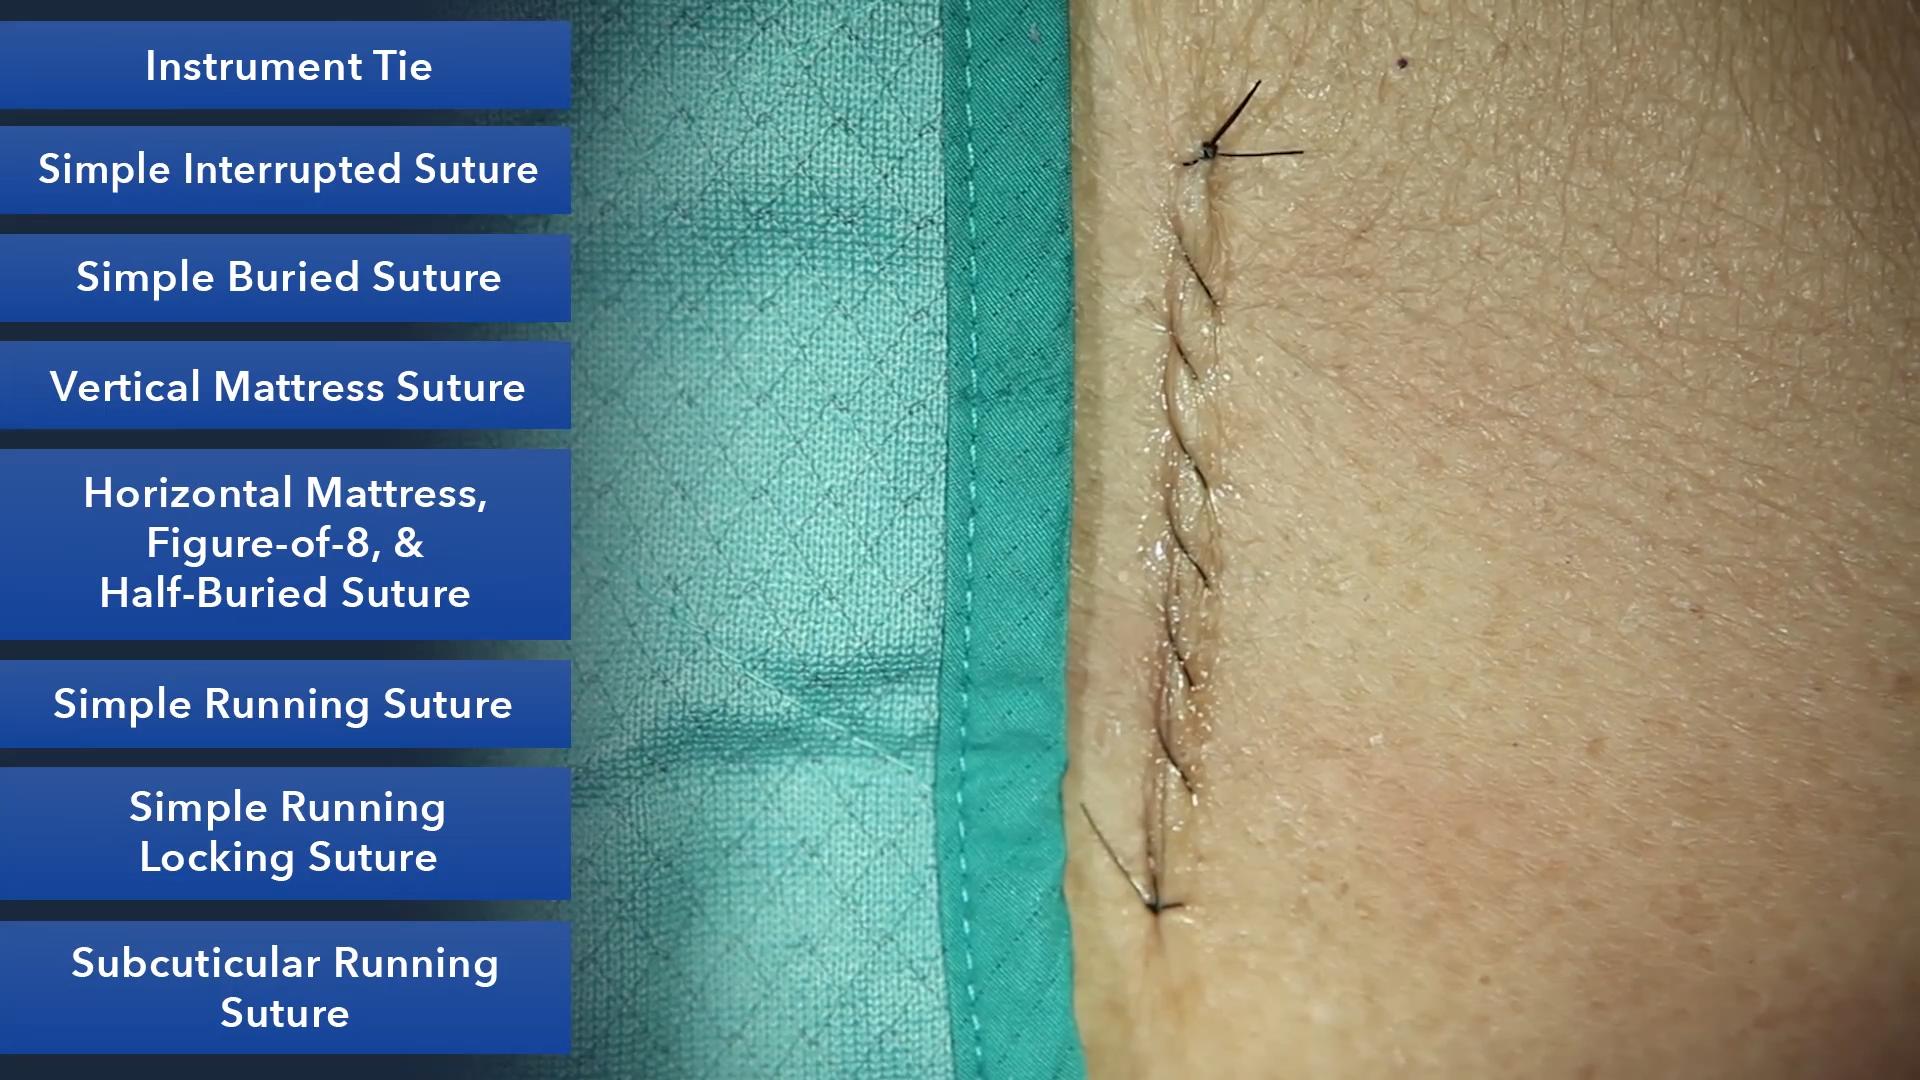 Instrument Tie
Simple Interrupted Suture
Simple Buried Suture
Vertical Mattress Suture
Horizontal Mattress,
Figure-of-8, &
Half-Buried Suture
Simple Running Suture
Simple Running
Locking Suture
Subcuticular Running
Suture